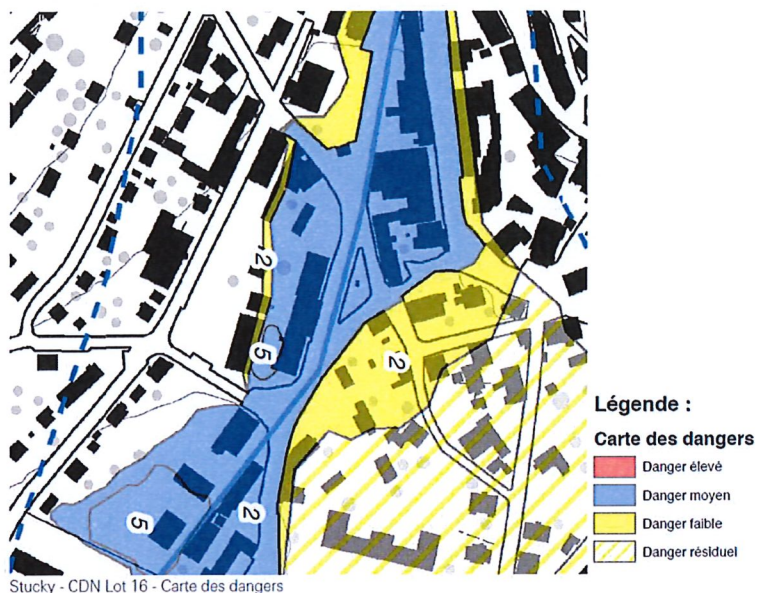 2
5
2
5
2
Légende :
Carte des dangers
Danger élevé
Danger moyen
Danger faible
Danger résiduel
Stucky - CDN Lot 16 - Carte des dangers